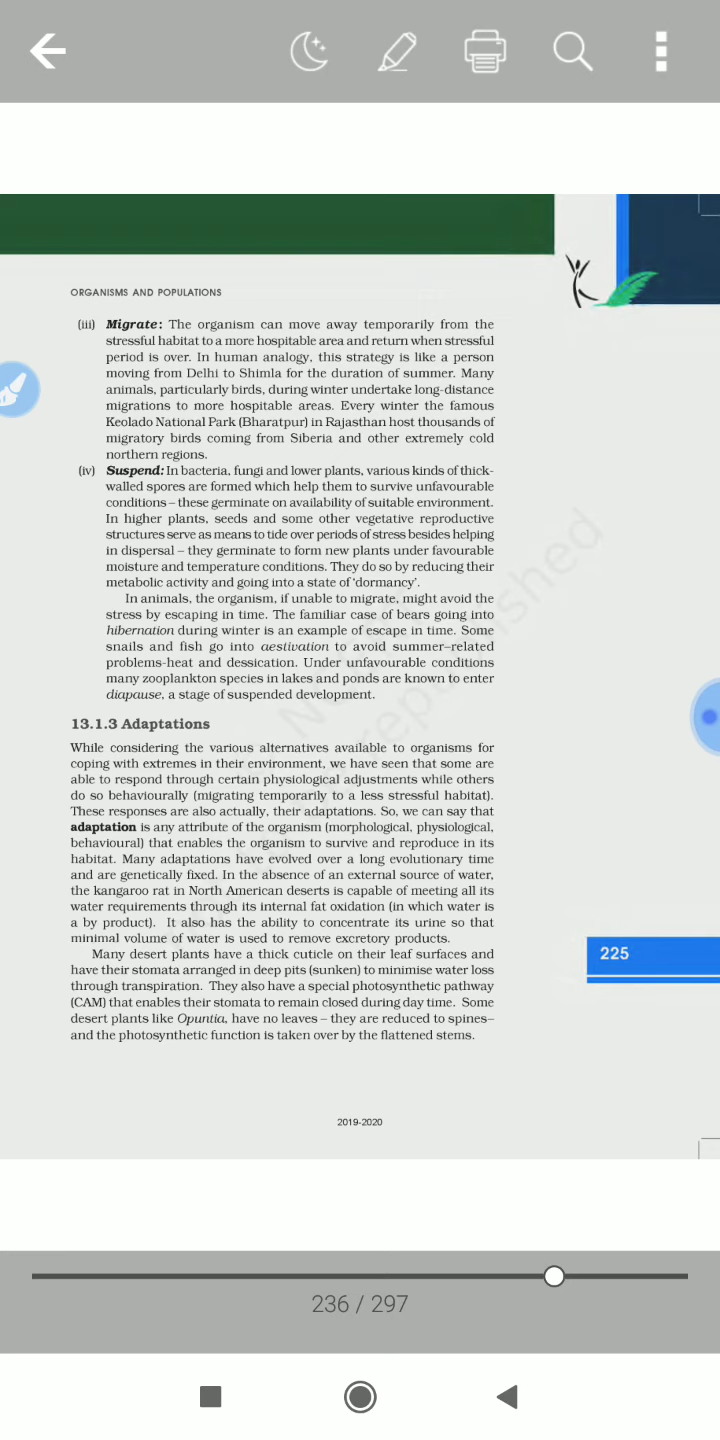 ORGANISMS AND POPULATIONS
(iii) Migrate: The organism can move away temporarily from the
stressful habitat to a more hospitable area and return when stressful
period is over. In human analogy, this strategy is like a person
moving from Delhi to Shimla for the duration of summer. Many
animals, particularly birds, during winter undertake long-distance
migrations to more hospitable areas. Every winter the famous
Keolado National Park (Bharatpur) in Rajasthan host thousands of
migratory birds coming from Siberia and other extremely cold
northern regions.
(iv) Suspend: In bacteria, fungi and lower plants, various kinds of thick-
walled spores are formed which help them to survive unfavourable
conditions – these germinate on availability of suitable environment.
In higher plants, seeds and some other vegetative reproductive
structures serve as means to tide over periods of stress besides helping
in dispersal – they germinate to form new plants under favourable
moisture and temperature conditions. They do so by reducing their
metabolic activity and going into a state of 'dormancy'.
In animals, the organism, if unable to migrate, might avoid the
stress by escaping in time. The familiar case of bears going into
hibernation during winter is an example of escape in time. Some
snails and fish go into aestivation to avoid summer–related
problems-heat and dessication. Under unfavourable conditions
many zooplankton species in lakes and ponds are known to enter
diapause, a stage of suspended development.
13.1.3 Adaptations
While considering the various alternatives available to organisms for
coping with extremes in their environment, we have seen that some are
able to respond through certain physiological adjustments while others
do so behaviourally (migrating temporarily to a less stressful habitat).
These responses are also actually, their adaptations. So, we can say that
adaptation is any attribute of the organism (morphological, physiological,
behavioural) that enables the organism to survive and reproduce in its
habitat. Many adaptations have evolved over a long evolutionary time
and are genetically fixed. In the absence of an external source of water,
the kangaroo rat in North American deserts is capable of meeting all its
water requirements through its internal fat oxidation (in which water is
a by product). It also has the ability to concentrate its urine so that
minimal volume of water is used to remove excretory products.
Many desert plants have a thick cuticle on their leaf surfaces and
have their stomata arranged in deep pits (sunken) to minimise water loss
through transpiration. They also have a special photosynthetic pathway
(CAM) that enables their stomata to remain closed during day time. Some
desert plants like Opuntia, have no leaves – they are reduced to spines–
and the photosynthetic function is taken over by the flattened stems.
225
2019-2020
236 / 297